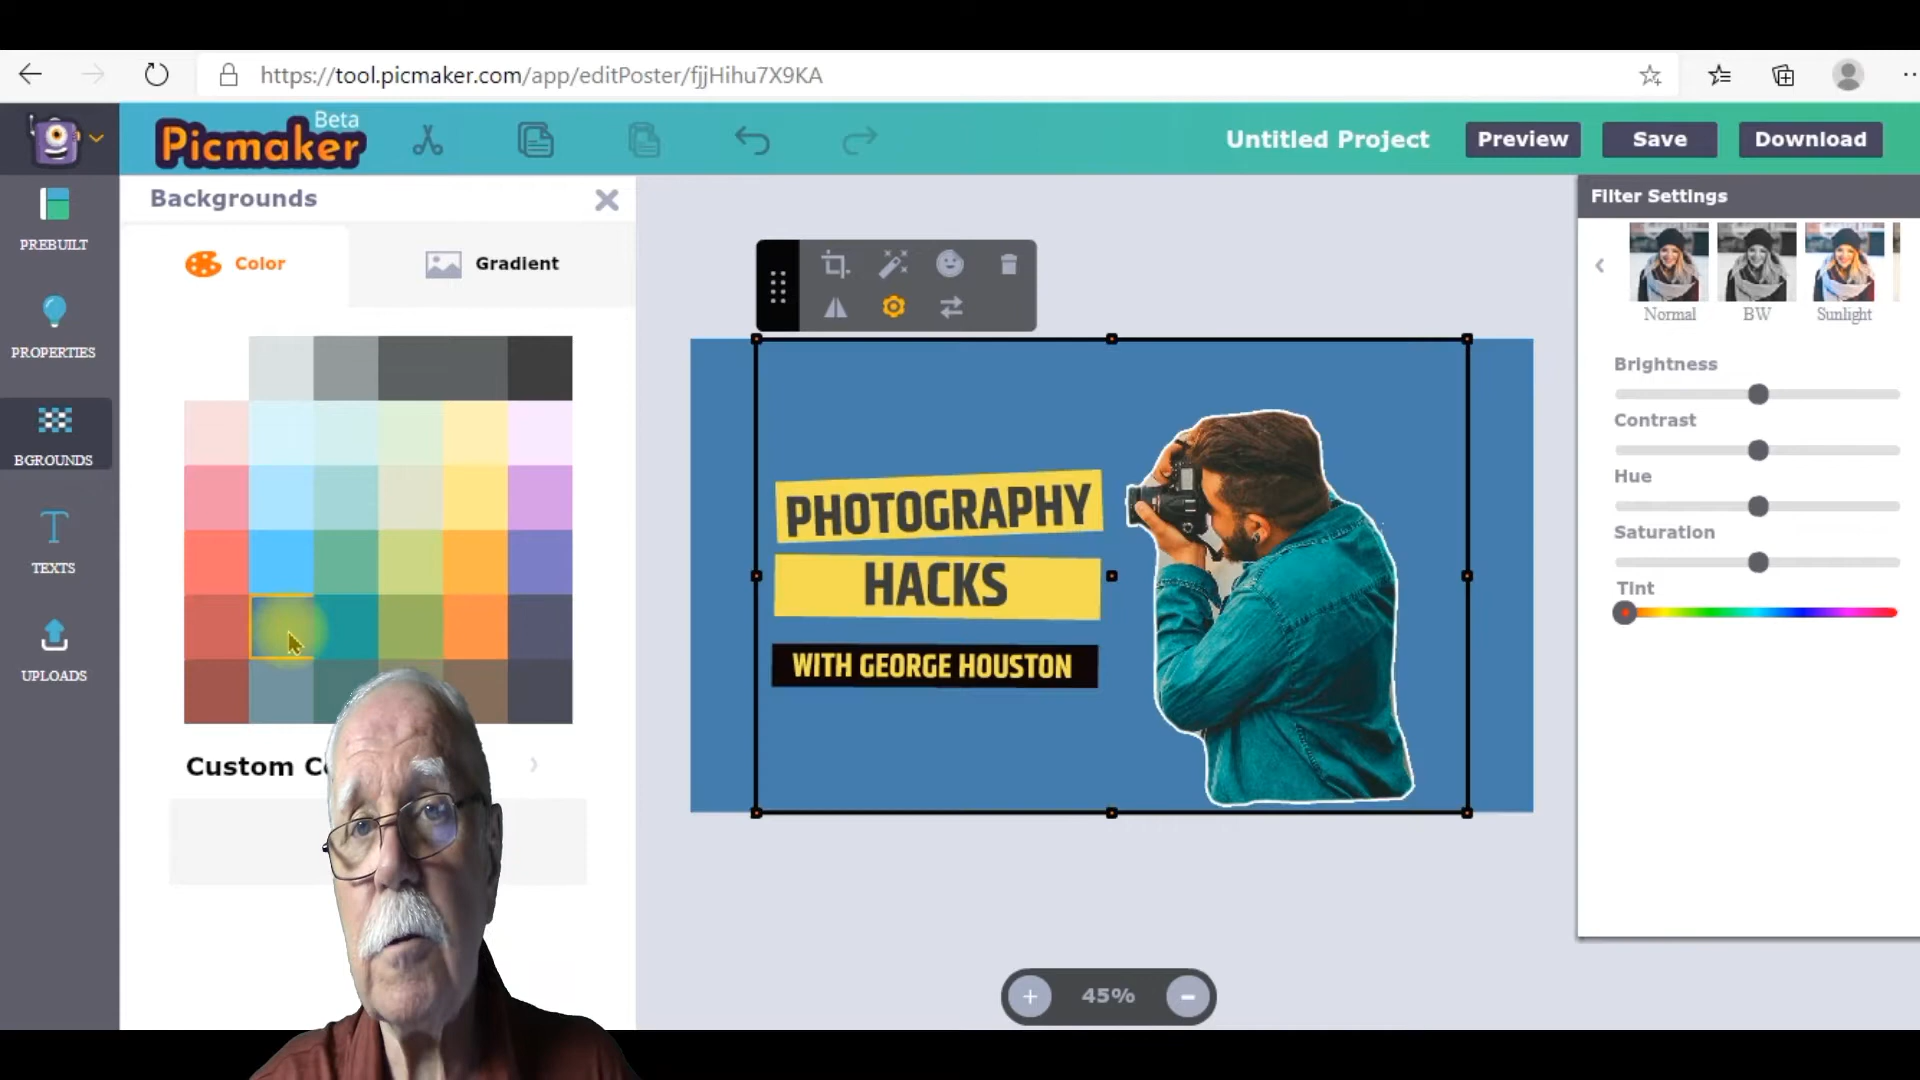 https://tool.picmaker.com/app/editPoster/fjjHihu7X9KA
Picmaker
Beta
Untitled Project
Preview
Save
Download
PREBUILT
PROPERTIES
BGROUNDS
TEXTS
UPLOADS
Backgrounds
Color
Gradient
Custom
PHOTOGRAPHY
HACKS
WITH GEORGE HOUSTON
45%
Filter Settings
Normal
BW
Sunlight
Brightness
Contrast
Hue
Saturation
Tint